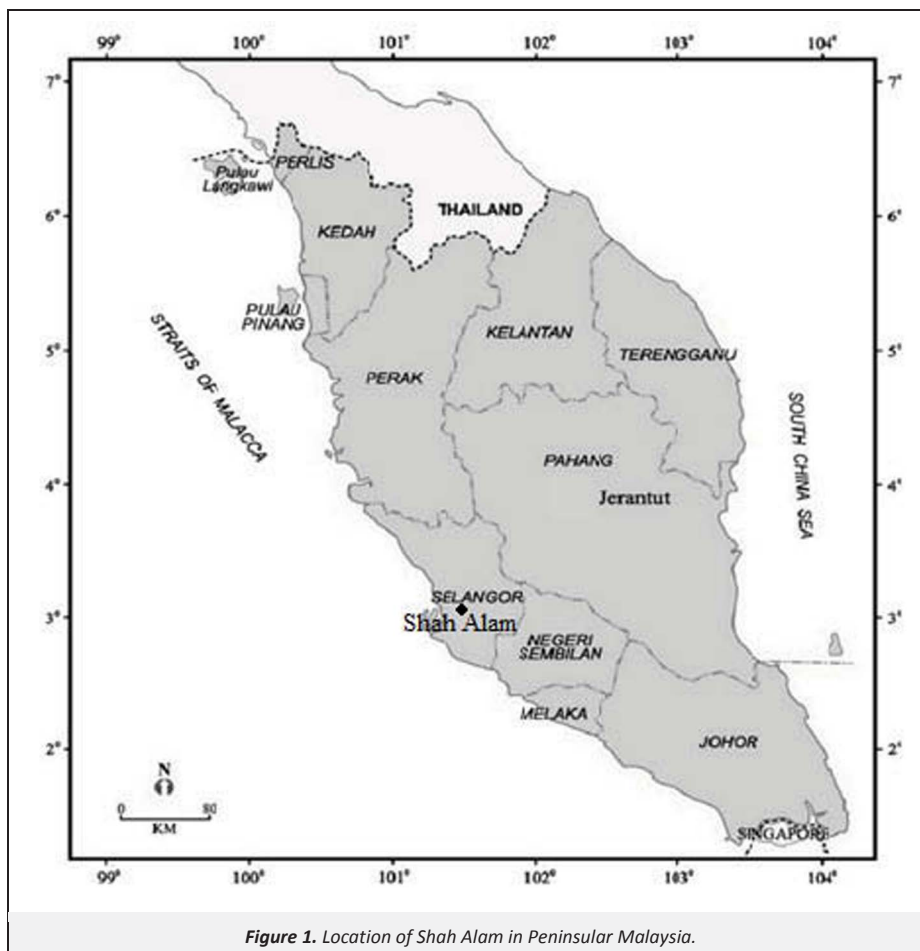 99° 100° 101° 102° 103° 104°
7° 7°
PERLIS
Pulau
Langkawi
THAILAND
6° 6°
KEDAH
PULAU
PINANG
KELANTAN
TERENGGANU
5° 5°
PERAK
STRAITS OF MALACCA
SOUTH CHINA SEA
PAHANG
Jerantut
4° 4°
SELANGOR
Shah Alam
3° 3°
NEGERI
SEMBILAN
MELAKA
JOHOR
2° 2°
N
0 80
KM
SINGAPORE
99° 100° 101° 102° 103° 104°
Figure 1. Location of Shah Alam in Peninsular Malaysia.